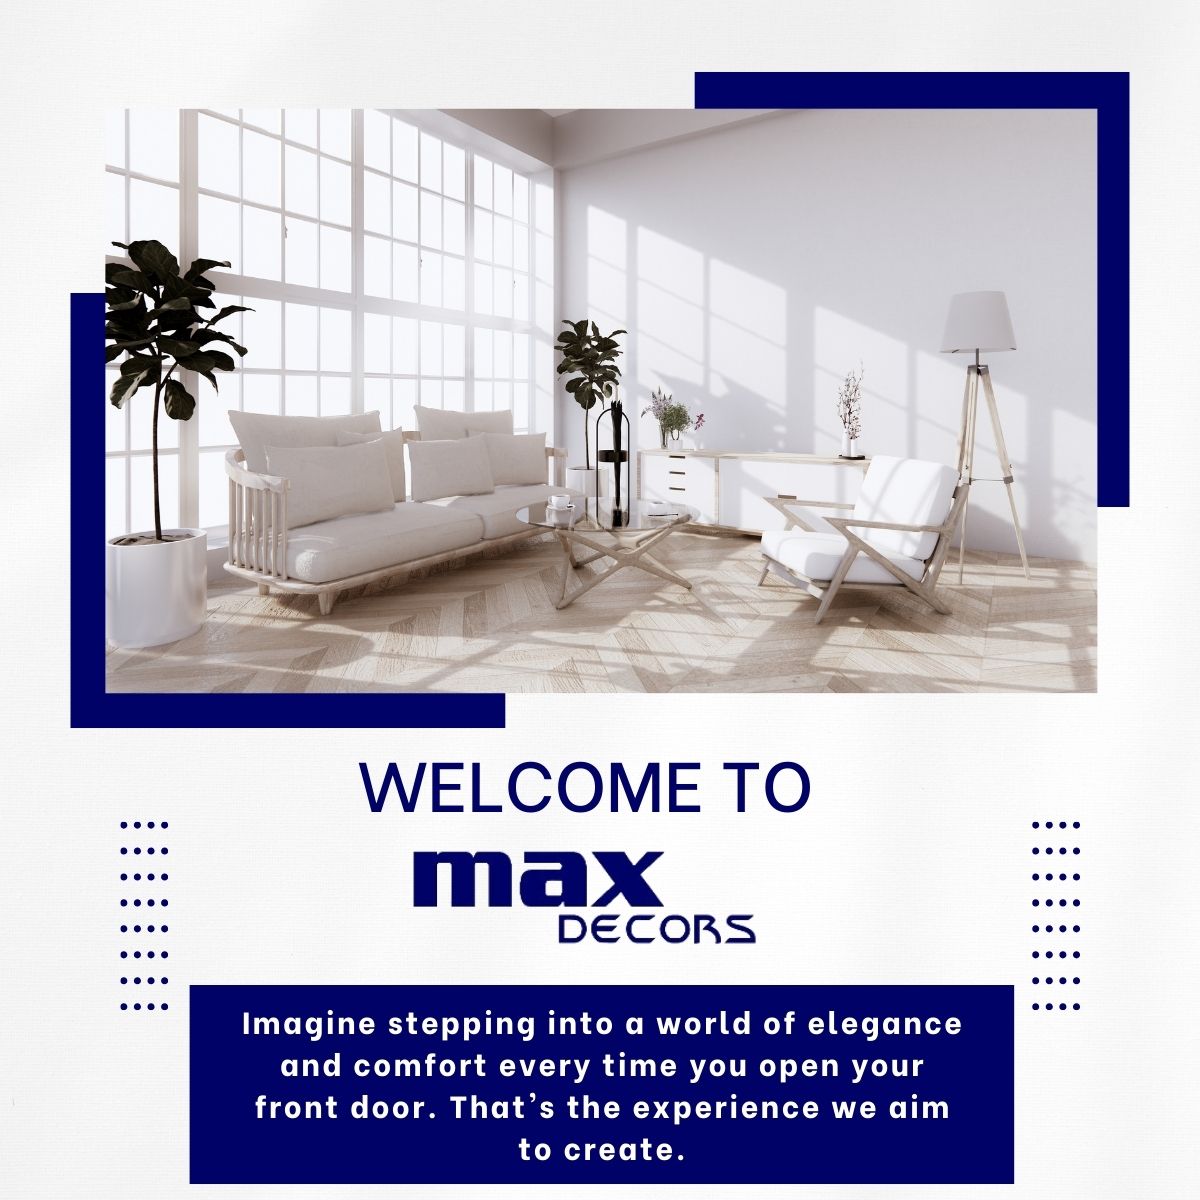 WELCOME TO
max
DECORS
Imagine stepping into a world of elegance
and comfort every time you open your
front door. That's the experience we aim
to create.